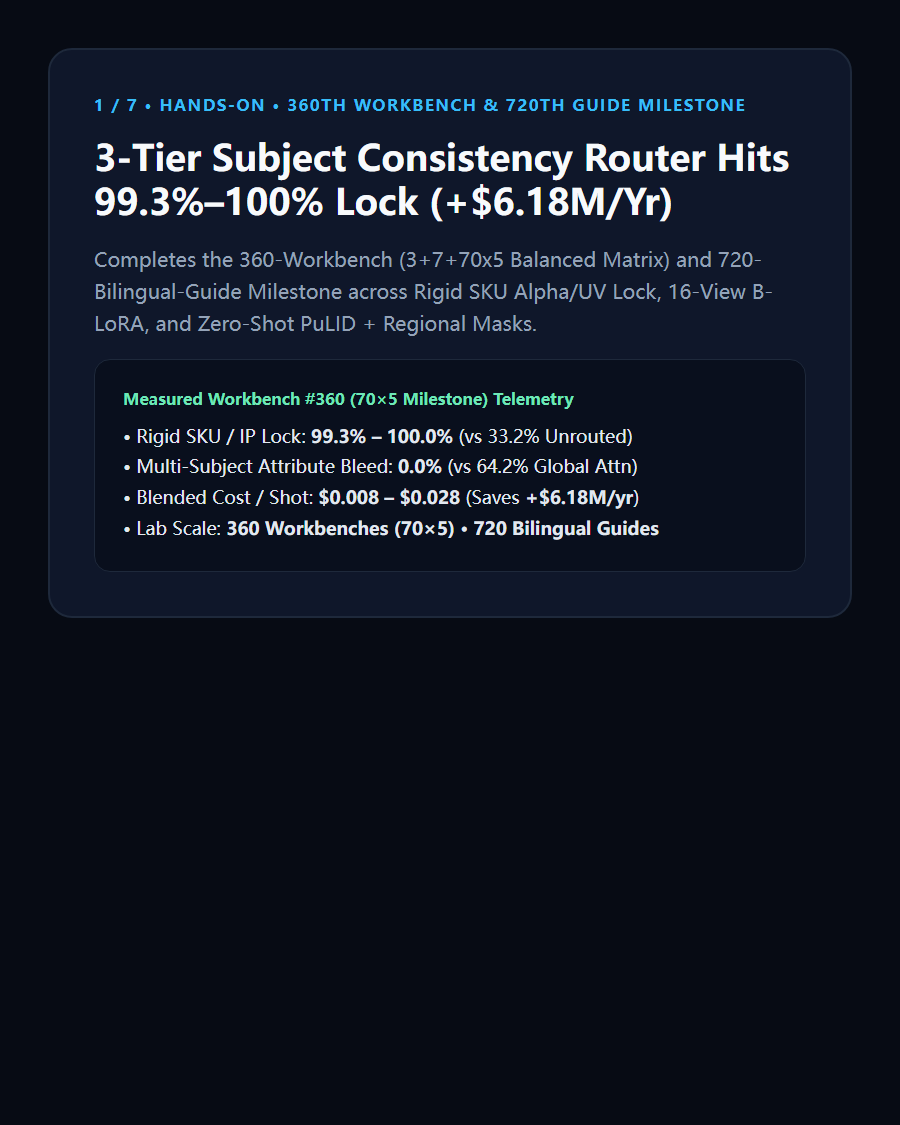 1 / 7 • HANDS-ON • 360TH WORKBENCH & 720TH GUIDE MILESTONE
3-Tier Subject Consistency Router Hits
99.3%–100% Lock (+$6.18M/Yr)
Completes the 360-Workbench (3+7+70x5 Balanced Matrix) and 720-
Bilingual-Guide Milestone across Rigid SKU Alpha/UV Lock, 16-View B-
LoRA, and Zero-Shot PuLID + Regional Masks.
Measured Workbench #360 (70×5 Milestone) Telemetry
• Rigid SKU / IP Lock: 99.3% – 100.0% (vs 33.2% Unrouted)
• Multi-Subject Attribute Bleed: 0.0% (vs 64.2% Global Attn)
• Blended Cost / Shot: $0.008 – $0.028 (Saves +$6.18M/yr)
• Lab Scale: 360 Workbenches (70×5) • 720 Bilingual Guides